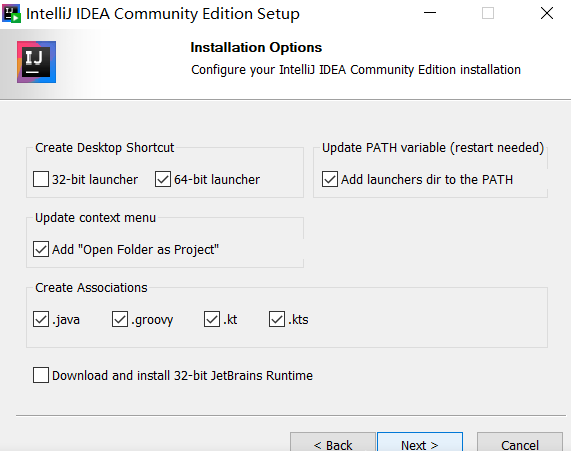 IntelliJ IDEA Community Edition Setup
IJ
Installation Options
Configure your IntelliJ IDEA Community Edition installation
Create Desktop Shortcut
32-bit launcher 64-bit launcher
Update PATH variable (restart needed)
Add launchers dir to the PATH
Update context menu
Add "Open Folder as Project"
Create Associations
.java .groovy .kt .kts
Download and install 32-bit JetBrains Runtime
< Back Next > Cancel